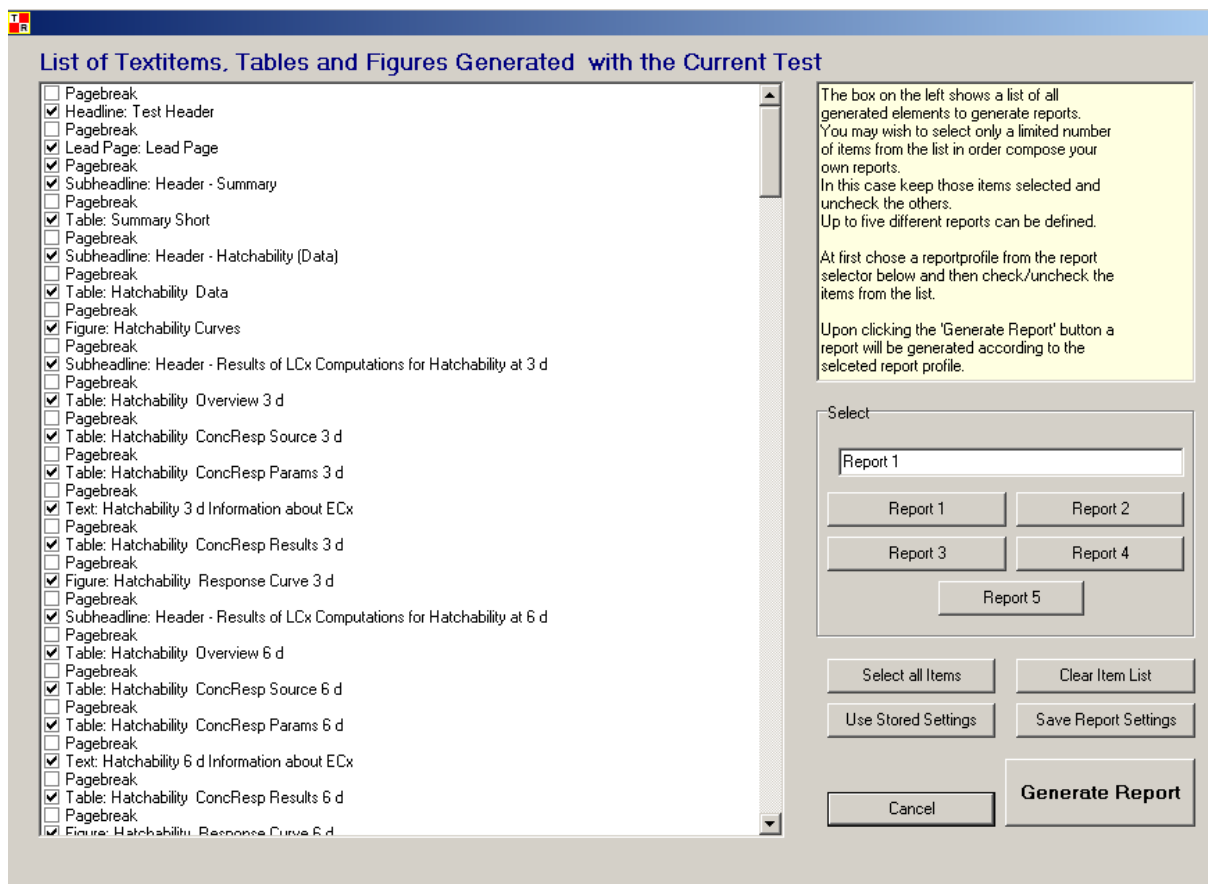 T
R
List of Textitems, Tables and Figures Generated with the Current Test
Pagebreak
Headline: Test Header
Pagebreak
Lead Page: Lead Page
Pagebreak
Subheadline: Header - Summary
Pagebreak
Table: Summary Short
Pagebreak
Subheadline: Header - Hatchability (Data)
Pagebreak
Table: Hatchability Data
Pagebreak
Figure: Hatchability Curves
Pagebreak
Subheadline: Header - Results of LCx Computations for Hatchability at 3 d
Pagebreak
Table: Hatchability Overview 3 d
Pagebreak
Table: Hatchability ConcResp Source 3 d
Pagebreak
Table: Hatchability ConcResp Params 3 d
Pagebreak
Text: Hatchability 3 d Information about ECx
Pagebreak
Table: Hatchability ConcResp Results 3 d
Pagebreak
Figure: Hatchability Response Curve 3 d
Pagebreak
Subheadline: Header - Results of LCx Computations for Hatchability at 6 d
Pagebreak
Table: Hatchability Overview 6 d
Pagebreak
Table: Hatchability ConcResp Source 6 d
Pagebreak
Table: Hatchability ConcResp Params 6 d
Pagebreak
Text: Hatchability 6 d Information about ECx
Pagebreak
Table: Hatchability ConcResp Results 6 d
Pagebreak
Figure: Hatchability Response Curve 6 d
The box on the left shows a list of all
generated elements to generate reports.
You may wish to select only a limited number
of items from the list in order compose your
own reports.
In this case keep those items selected and
uncheck the others.
Up to five different reports can be defined.
At first chose a reportprofile from the report
selector below and then check/uncheck the
items from the list.
Upon clicking the 'Generate Report' button a
report will be generated according to the
selceted report profile.
Select
Report 1
Report 1
Report 2
Report 3
Report 4
Report 5
Select all Items
Clear Item List
Use Stored Settings
Save Report Settings
Cancel
Generate Report